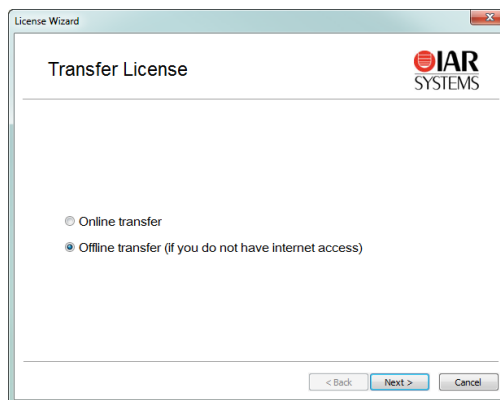 License Wizard
Transfer License
IAR
SYSTEMS
Online transfer
Offline transfer (if you do not have internet access)
< Back
Next >
Cancel